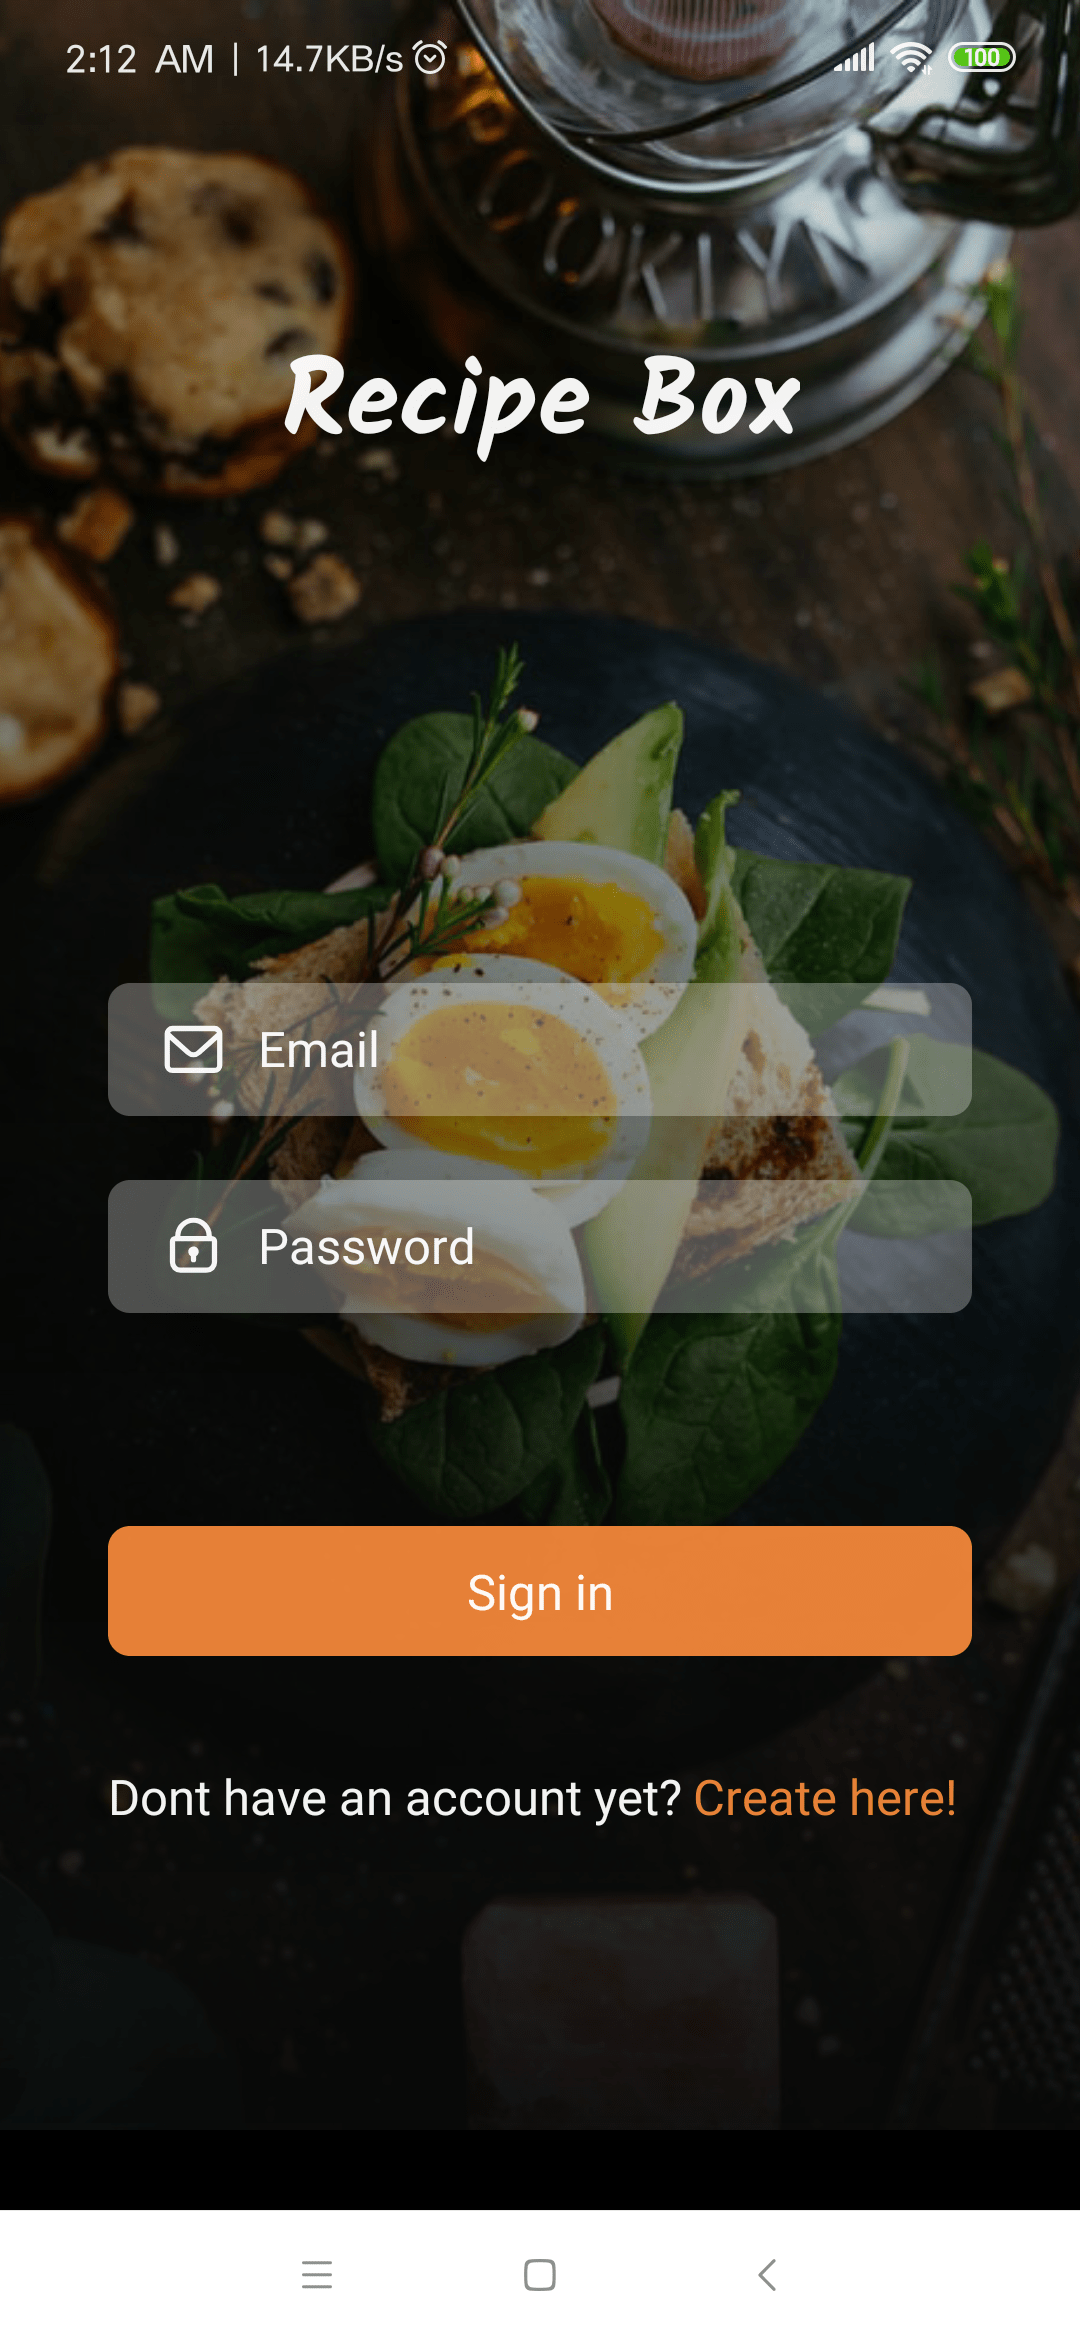 2:12 AM | 14.7KB/s
100
OOKLYN
Recipe Box
Email
Password
Sign in
Dont have an account yet? Create here!